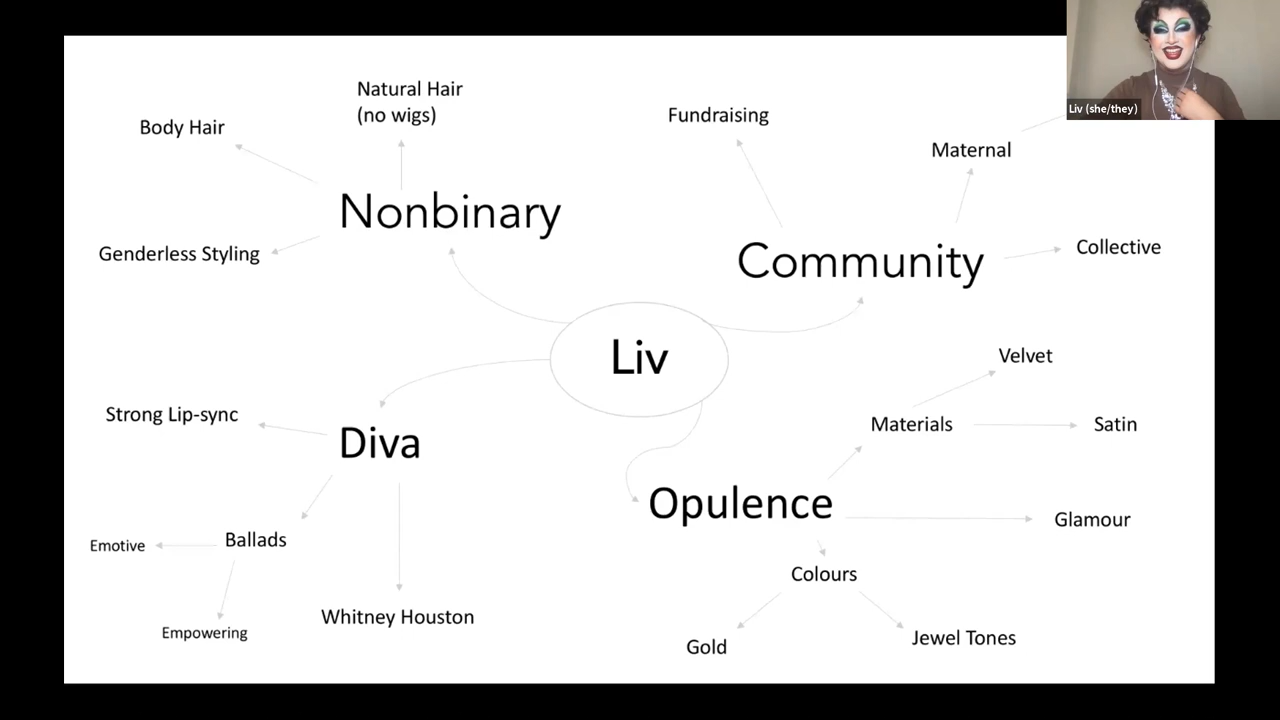 Liv (she/they)
Natural Hair
(no wigs)
Body Hair
Nonbinary
Genderless Styling
Fundraising
Maternal
Community
Collective
Liv
Strong Lip-sync
Diva
Ballads
Emotive
Empowering
Whitney Houston
Velvet
Materials
Satin
Opulence
Glamour
Colours
Gold
Jewel Tones